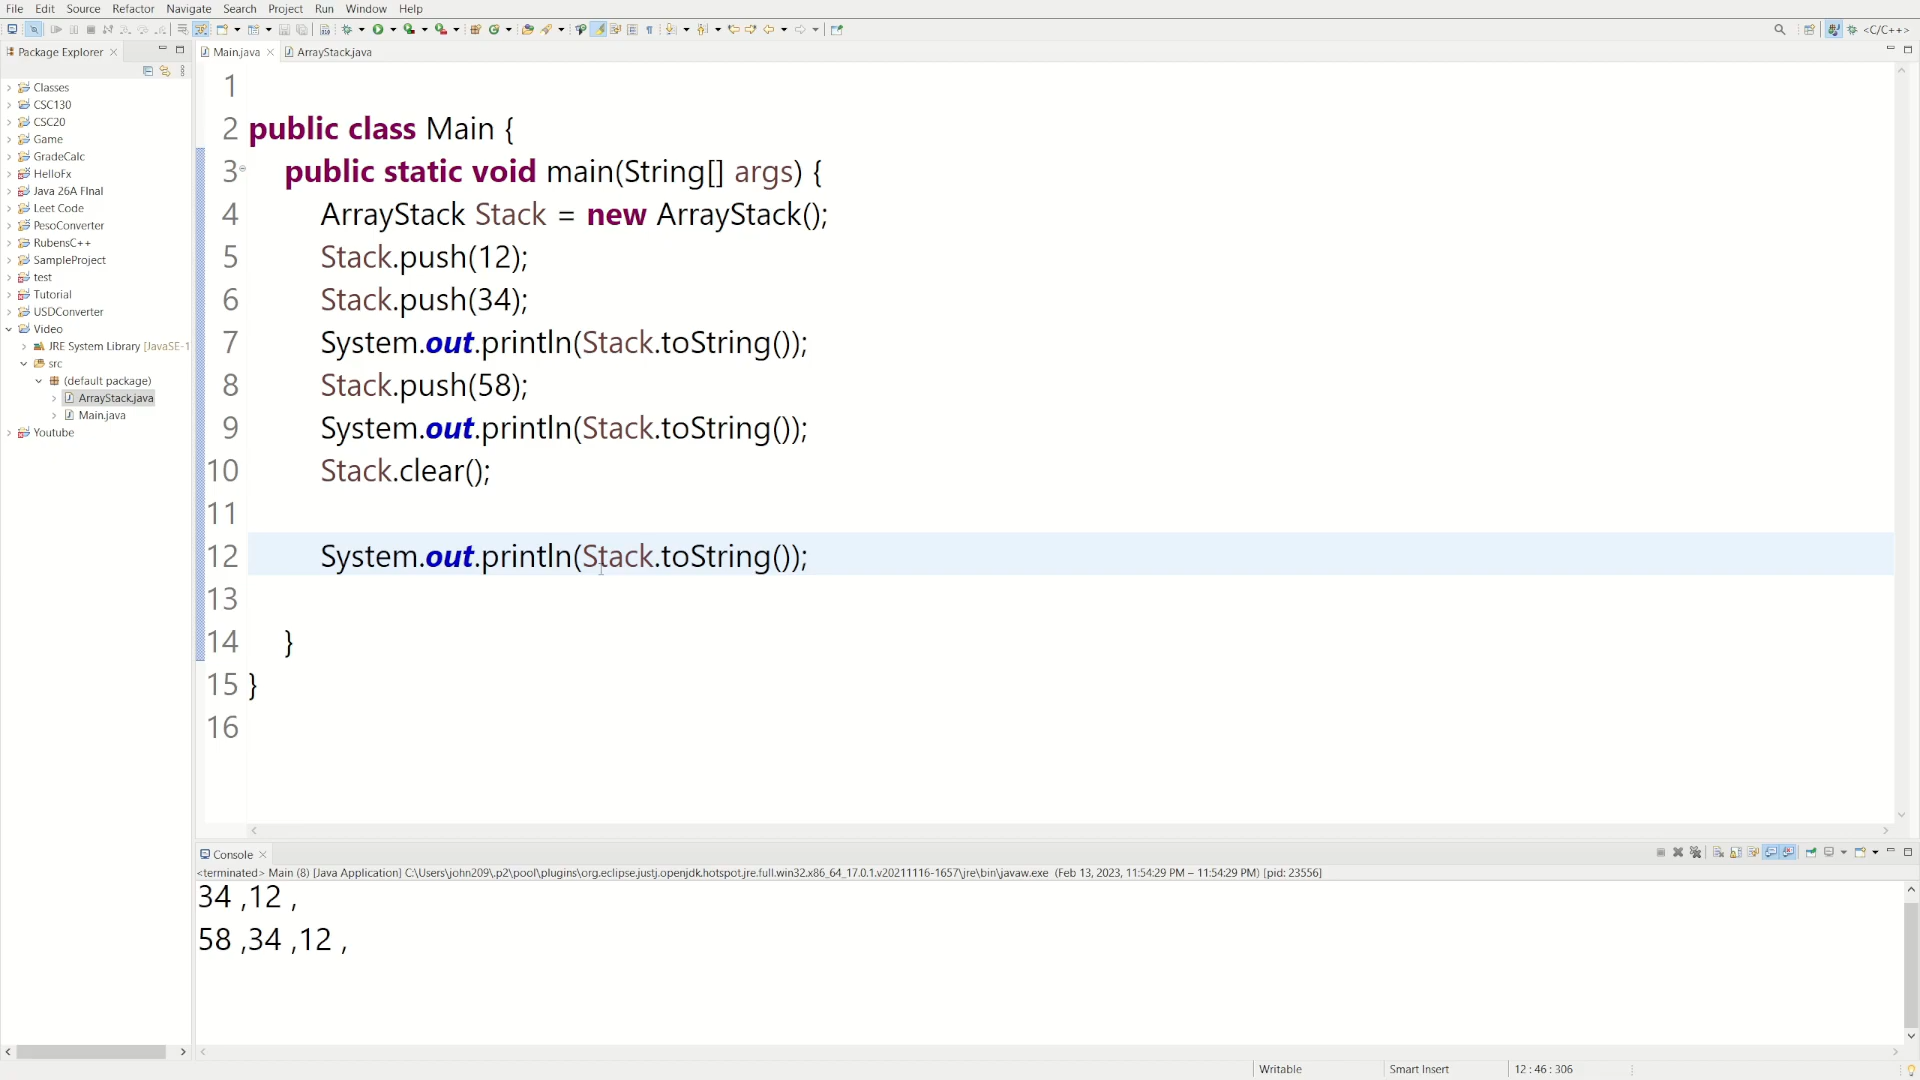 File Edit Source Refactor Navigate Search Project Run Window Help
<C/C++>
Package Explorer
Main.java
ArrayStack.java
Classes
CSC130
CSC20
Game
GradeCalc
HelloFx
Java 26A FInal
Leet Code
PesoConverter
RubensC++
SampleProject
test
Tutorial
USDConverter
Video
JRE System Library [JavaSE-1
src
(default package)
ArrayStack.java
Main.java
Youtube
1
2 public class Main {
3 public static void main(String[] args) {
4 ArrayStack Stack = new ArrayStack();
5 Stack.push(12);
6 Stack.push(34);
7 System.out.println(Stack.toString());
8 Stack.push(58);
9 System.out.println(Stack.toString());
10 Stack.clear();
11
12 System.out.println(Stack.toString());
13
14 }
15 }
16
Console
<terminated> Main (8) [Java Application] C:\Users\john209\.p2\pool\plugins\org.eclipse.justj.openjdk.hotspot.jre.full.win32.x86_64_17.0.1.v20211116-1657\jre\bin\javaw.exe (Feb 13, 2023, 11:54:29 PM – 11:54:29 PM) [pid: 23556]
34 ,12 ,
58 ,34 ,12 ,
Writable
Smart Insert
12 : 46 : 306